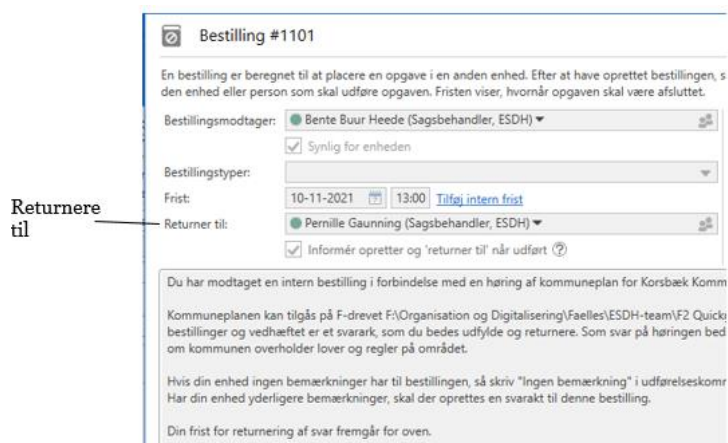 Bestilling #1101
En bestilling er beregnet til at placere en opgave i en anden enhed. Efter at have oprettet bestillingen, s
den enhed eller person som skal udføre opgaven. Fristen viser, hvornår opgaven skal være afsluttet.
Bestillingsmodtager: Bente Buur Heede (Sagsbehandler, ESDH)
Synlig for enheden
Bestillingstyper:
Frist: 10-11-2021 13:00 Tilføj intern frist
Returnere
til
Returner til: Pernille Gaunning (Sagsbehandler, ESDH)
Informér opretter og 'returner til' når udført ?
Du har modtaget en intern bestilling i forbindelse med en høring af kommuneplan for Korsbæk Komm
Kommuneplanen kan tilgås på F-drevet F:\Organisation og Digitalisering\Faelles\ESDH-team\F2 Quick
bestillinger og vedhæftet er et svarark, som du bedes udfylde og returnere. Som svar på høringen bed
om kommunen overholder lover og regler på området.
Hvis din enhed ingen bemærkninger har til bestillingen, så skriv "Ingen bemærkning" i udførelseskomm
Har din enhed yderligere bemærkninger, skal der oprettes en svarakt til denne bestilling.
Din frist for returnering af svar fremgår for oven.